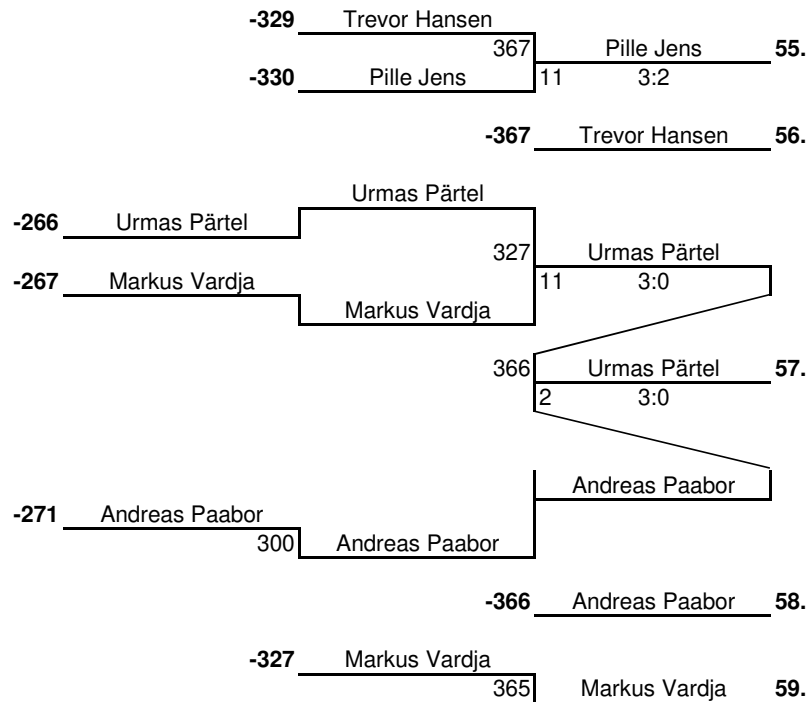 -329 Trevor Hansen
367 Pille Jens 55.
-330 Pille Jens 11 3:2
-367 Trevor Hansen 56.
Urmas Pärtel
-266 Urmas Pärtel
327 Urmas Pärtel
-267 Markus Vardja 11 3:0
Markus Vardja
366 Urmas Pärtel 57.
2 3:0
Andreas Paabor
-271 Andreas Paabor
300 Andreas Paabor
-366 Andreas Paabor 58.
-327 Markus Vardja
365 Markus Vardja 59.